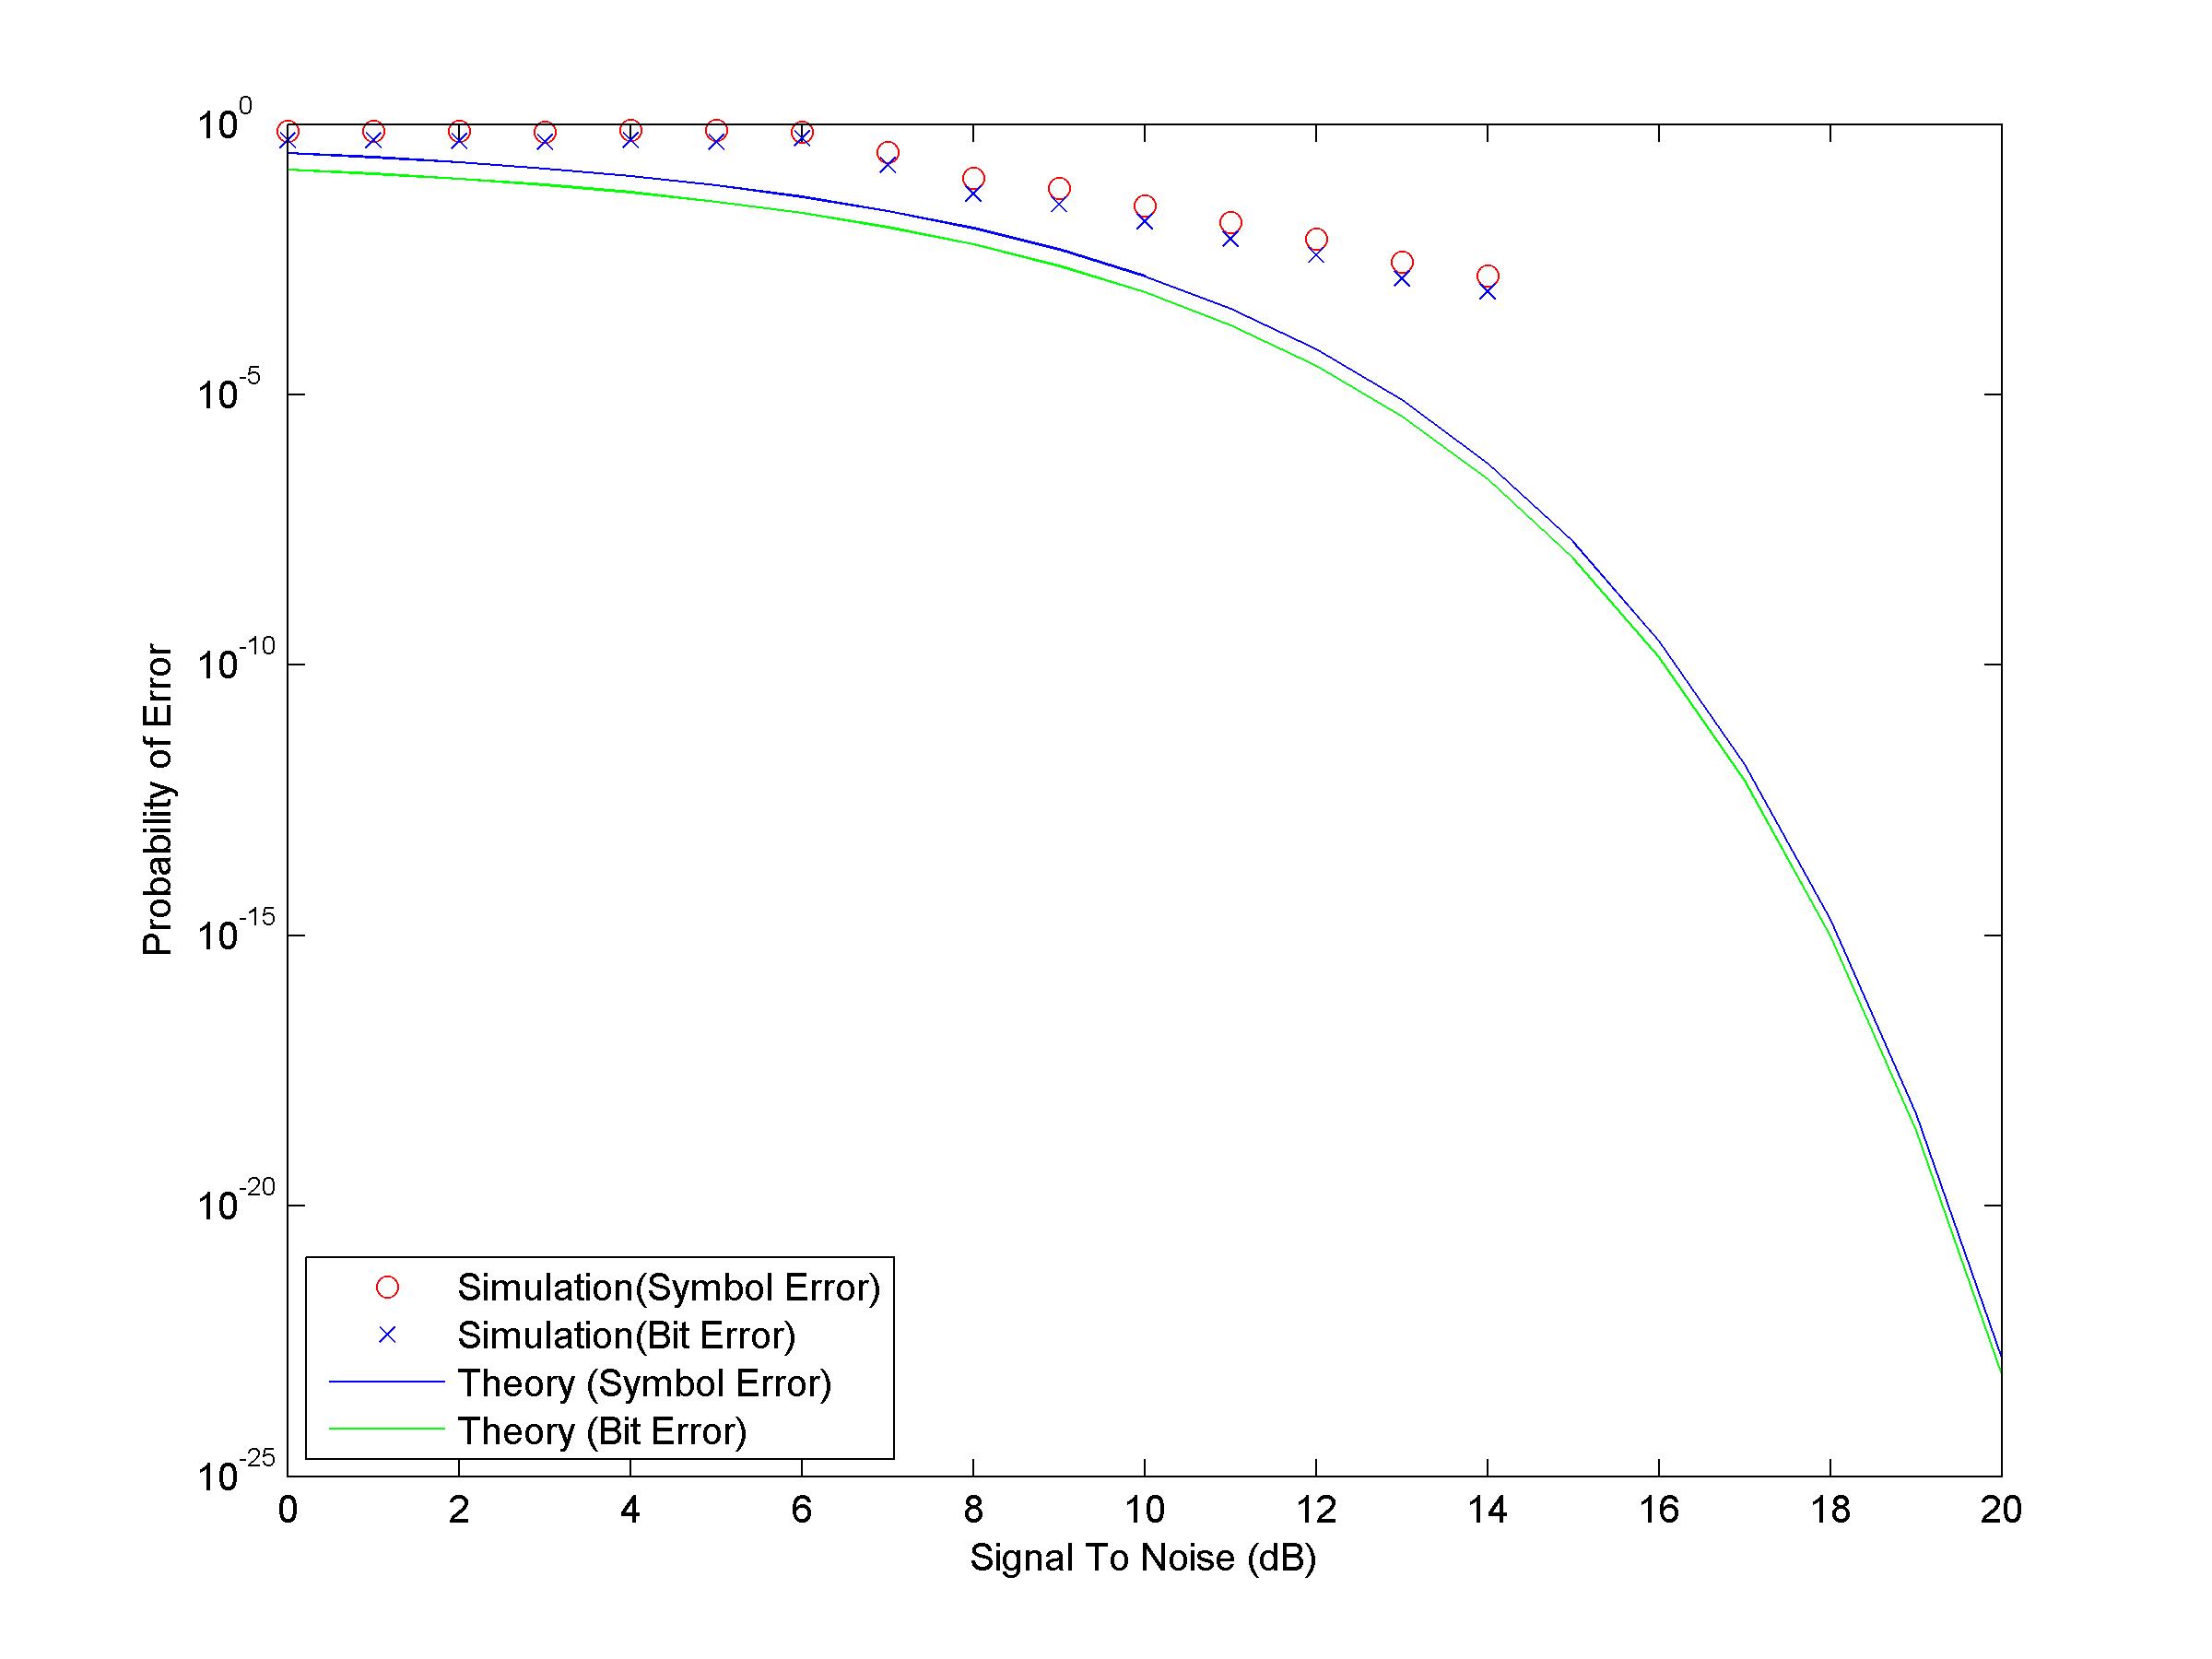 10^0
10^-5
10^-10
10^-15
10^-20
10^-25
Probability of Error
Simulation(Symbol Error)
Simulation(Bit Error)
Theory (Symbol Error)
Theory (Bit Error)
0 2 4 6 8 10 12 14 16 18 20
Signal To Noise (dB)